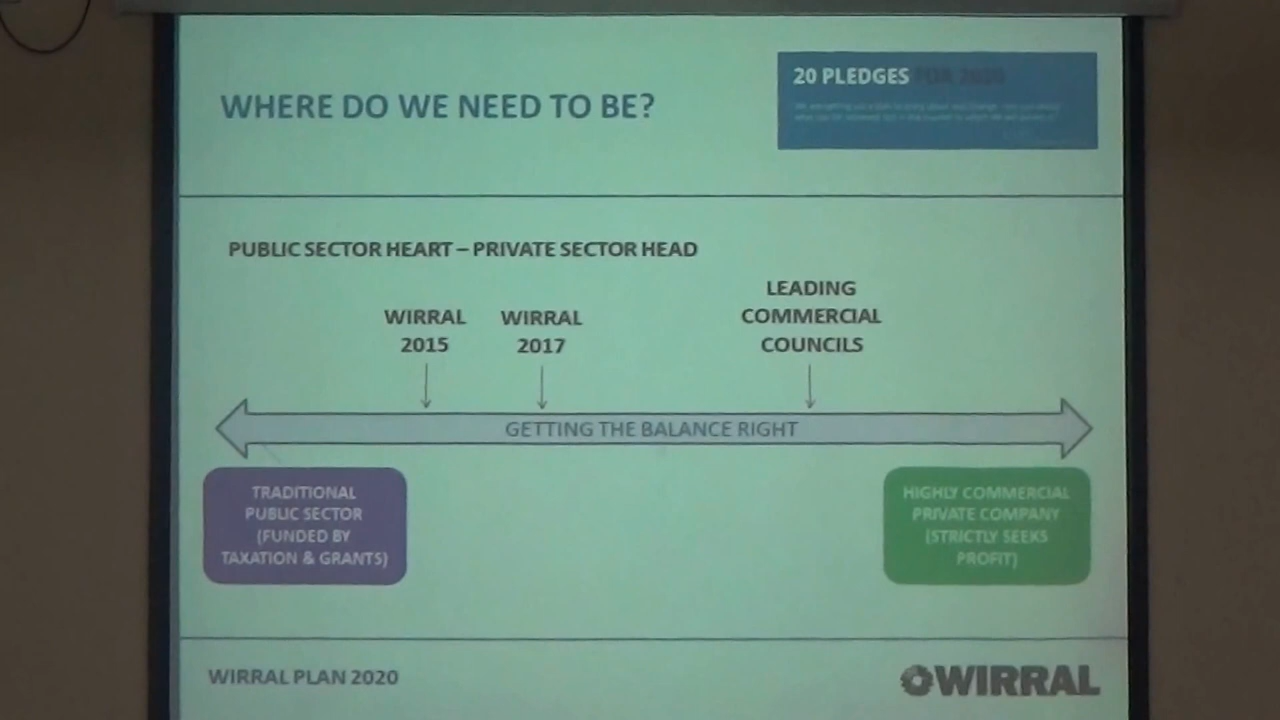 WHERE DO WE NEED TO BE?
20 PLEDGES FOR 2020
PUBLIC SECTOR HEART – PRIVATE SECTOR HEAD
WIRRAL
2015
WIRRAL
2017
LEADING
COMMERCIAL
COUNCILS
GETTING THE BALANCE RIGHT
TRADITIONAL
PUBLIC SECTOR
(FUNDED BY
TAXATION & GRANTS)
HIGHLY COMMERCIAL
PRIVATE COMPANY
(STRICTLY SEEKS
PROFIT)
WIRRAL PLAN 2020
WIRRAL